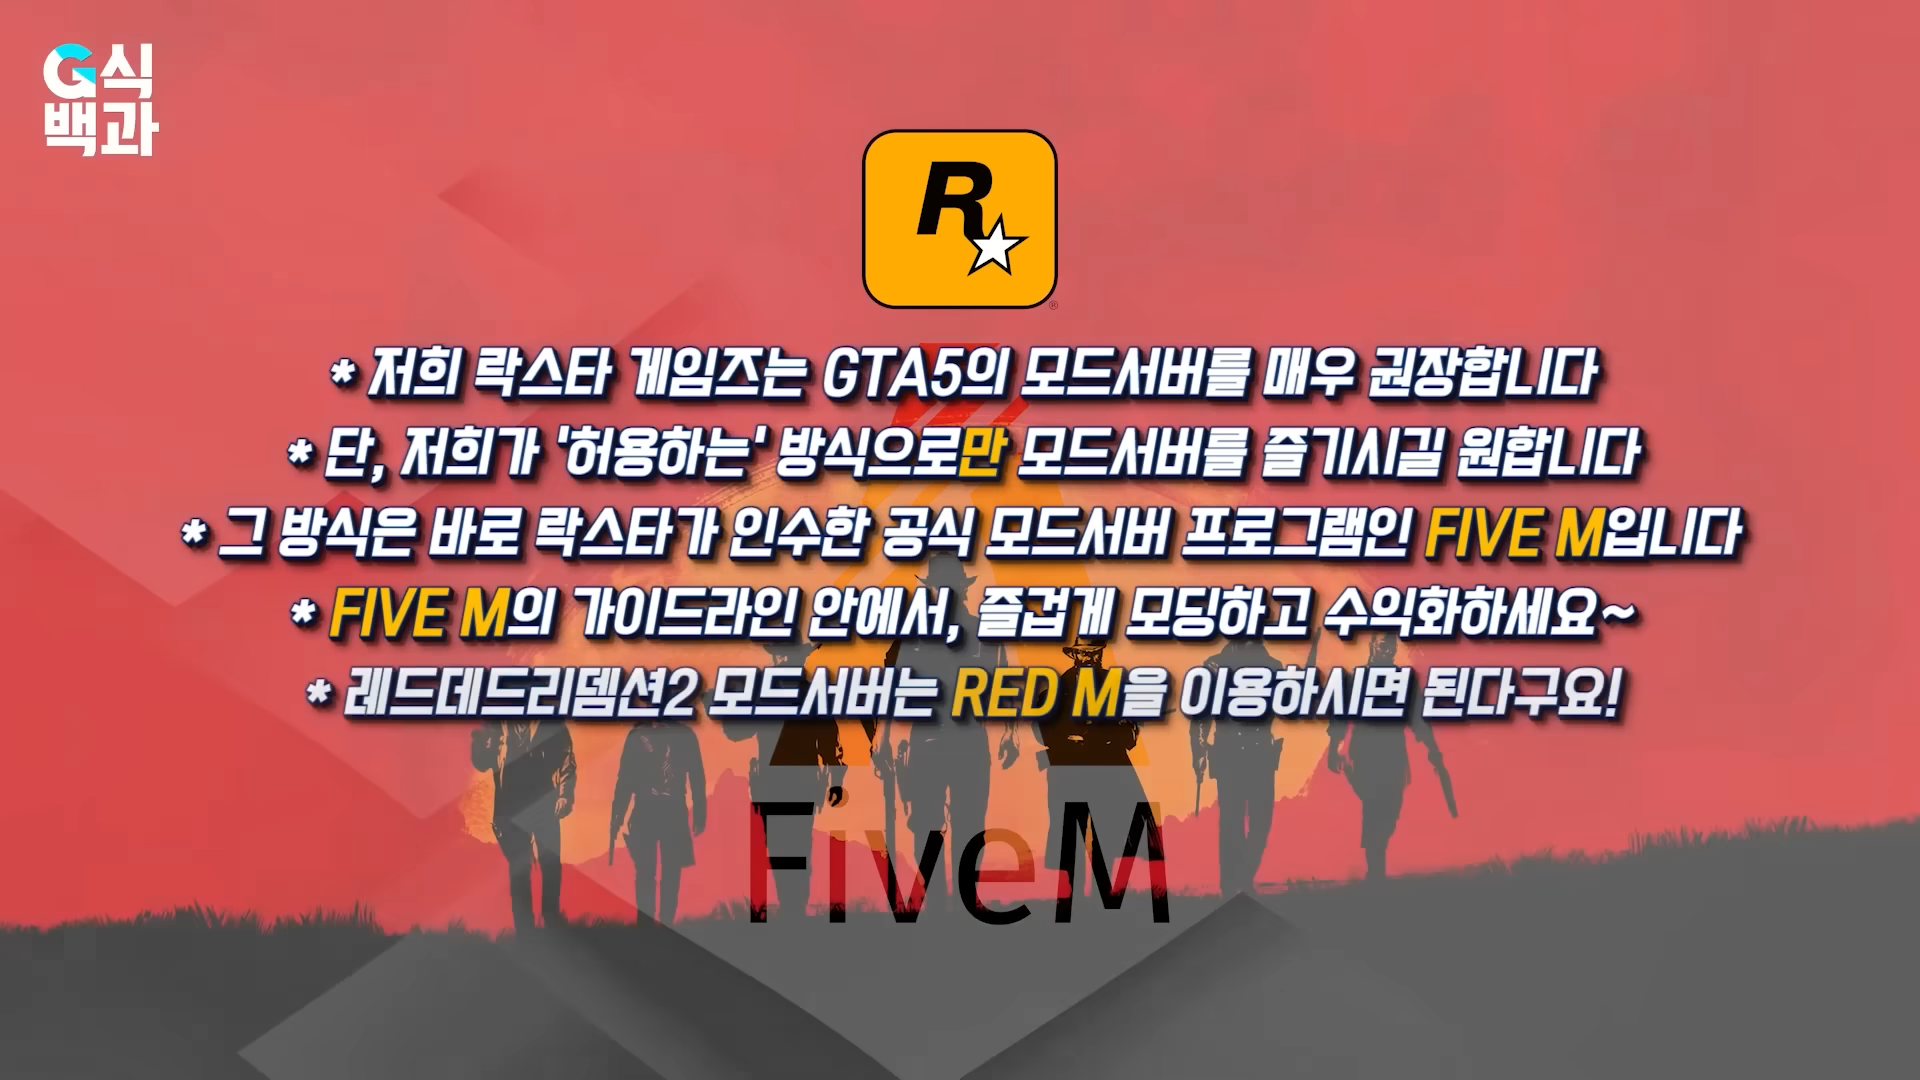 G식
백과
R
®
* 저희 락스타 게임즈는 GTA5의 모드서버를 매우 권장합니다
* 단, 저희가 '허용하는' 방식으로만 모드서버를 즐기시길 원합니다
* 그 방식은 바로 락스타가 인수한 공식 모드서버 프로그램인 FIVE M입니다
* FIVE M의 가이드라인 안에서, 즐겁게 모딩하고 수익화하세요~
* 레드데드리뎀션2 모드서버는 RED M을 이용하시면 된다구요!
FiveM